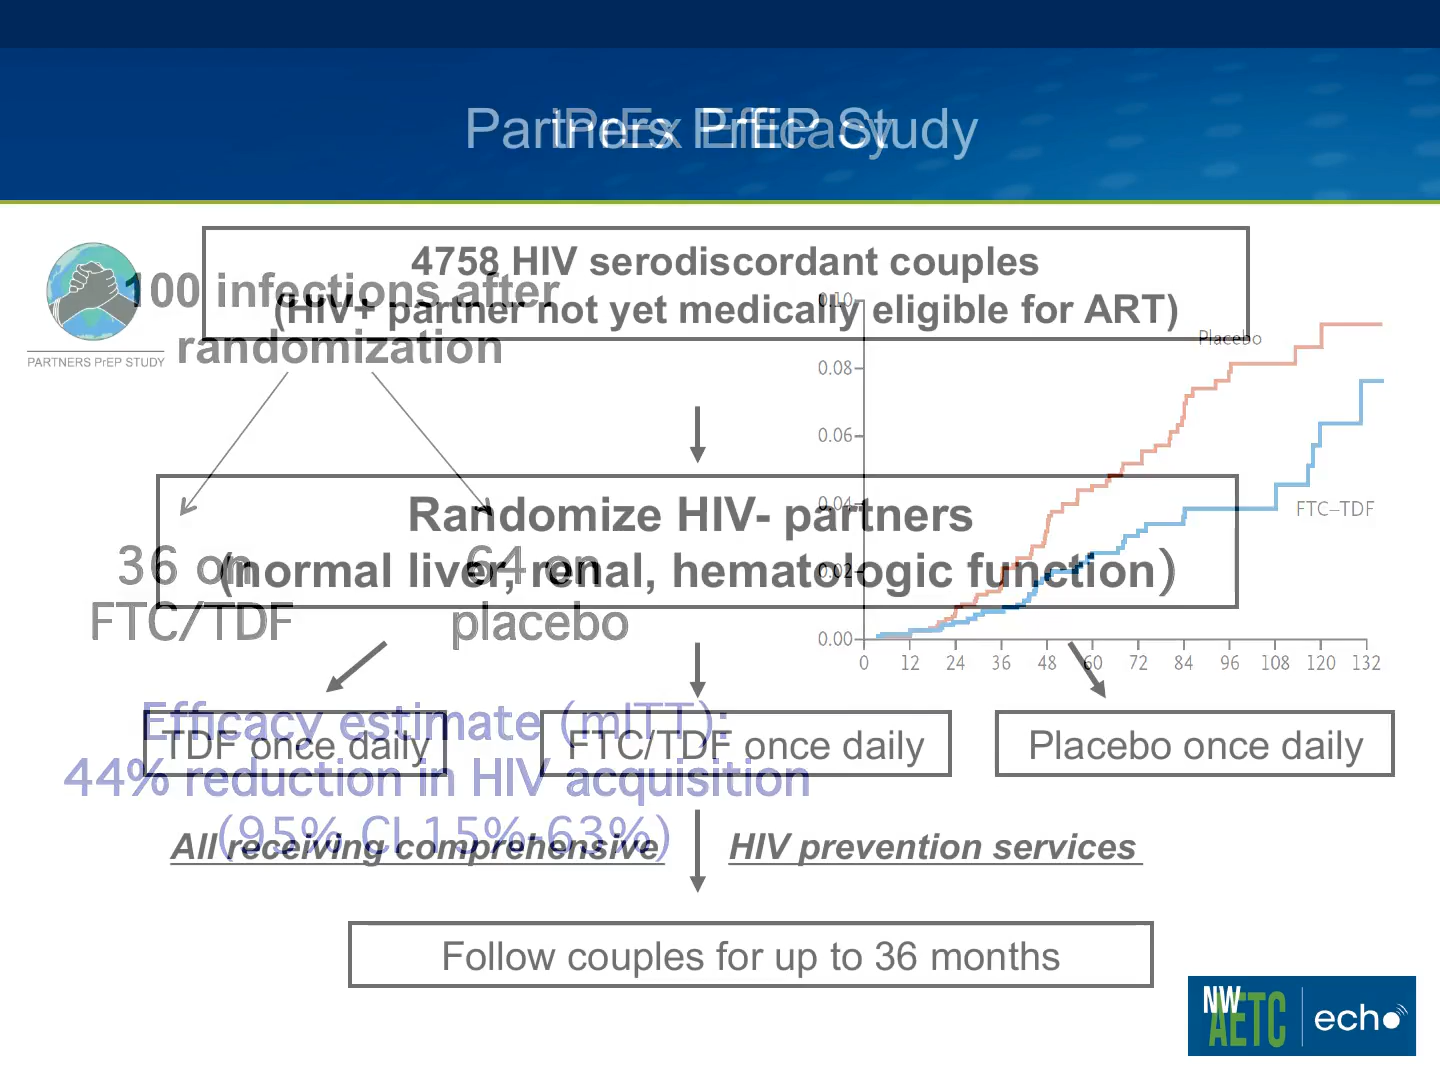 Partners PrEP Study
iPrEx Efficacy
4758 HIV serodiscordant couples
(HIV+ partner not yet medically eligible for ART)
PARTNERS PrEP STUDY
100 infections after
randomization
Randomize HIV- partners
(normal liver, renal, hematologic function)
36 on
FTC/TDF
64 on
placebo
0.10
0.08
0.06
0.04
0.02
0.00
Placebo
FTC–TDF
0 12 24 36 48 60 72 84 96 108 120 132
TDF once daily
FTC/TDF once daily
Placebo once daily
Efficacy estimate (mITT):
44% reduction in HIV acquisition
(95% CI 15%-63%)
All receiving comprehensive HIV prevention services
Follow couples for up to 36 months
NW
AETC
echo